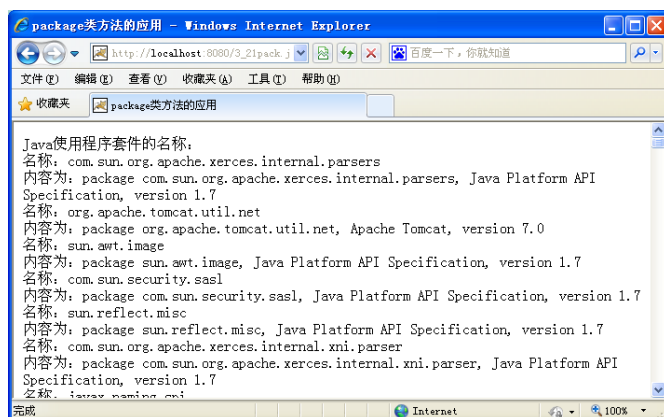 package类方法的应用 - Windows Internet Explorer
http://localhost:8080/3_21pack.j
百度一下，你就知道
文件(F) 编辑(E) 查看(V) 收藏夹(A) 工具(T) 帮助(H)
收藏夹 package类方法的应用
Java使用程序套件的名称：
名称：com.sun.org.apache.xerces.internal.parsers
内容为：package com.sun.org.apache.xerces.internal.parsers, Java Platform API
Specification, version 1.7
名称：org.apache.tomcat.util.net
内容为：package org.apache.tomcat.util.net, Apache Tomcat, version 7.0
名称：sun.awt.image
内容为：package sun.awt.image, Java Platform API Specification, version 1.7
名称：com.sun.security.sasl
内容为：package com.sun.security.sasl, Java Platform API Specification, version 1.7
名称：sun.reflect.misc
内容为：package sun.reflect.misc, Java Platform API Specification, version 1.7
名称：com.sun.org.apache.xerces.internal.xni.parser
内容为：package com.sun.org.apache.xerces.internal.xni.parser, Java Platform API
Specification, version 1.7
名称：javax.naming.spi
完成 Internet 100%